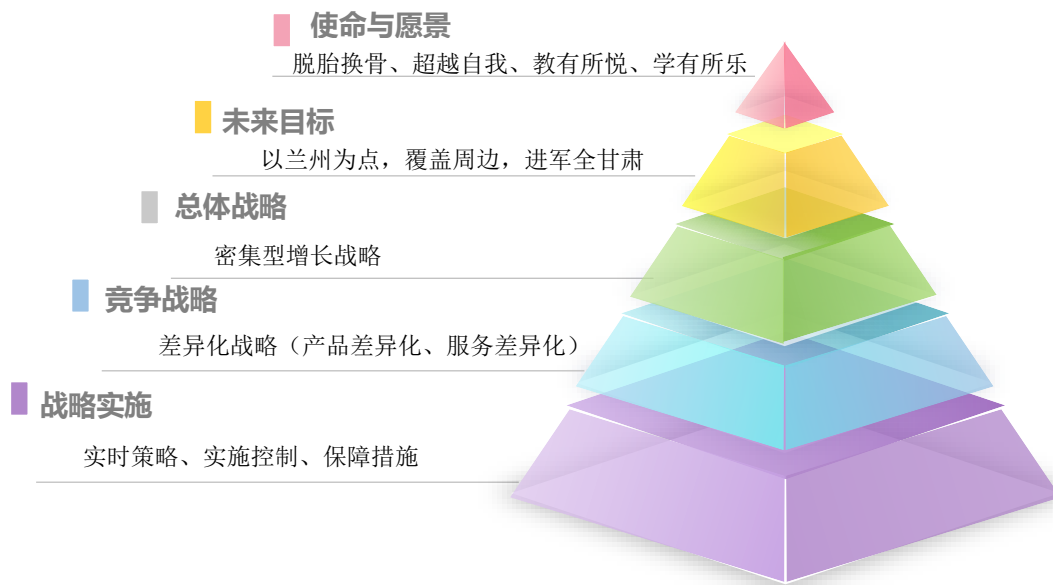 使命与愿景
脱胎换骨、超越自我、教有所悦、学有所乐
未来目标
以兰州为点，覆盖周边，进军全甘肃
总体战略
密集型增长战略
竞争战略
差异化战略（产品差异化、服务差异化）
战略实施
实时策略、实施控制、保障措施